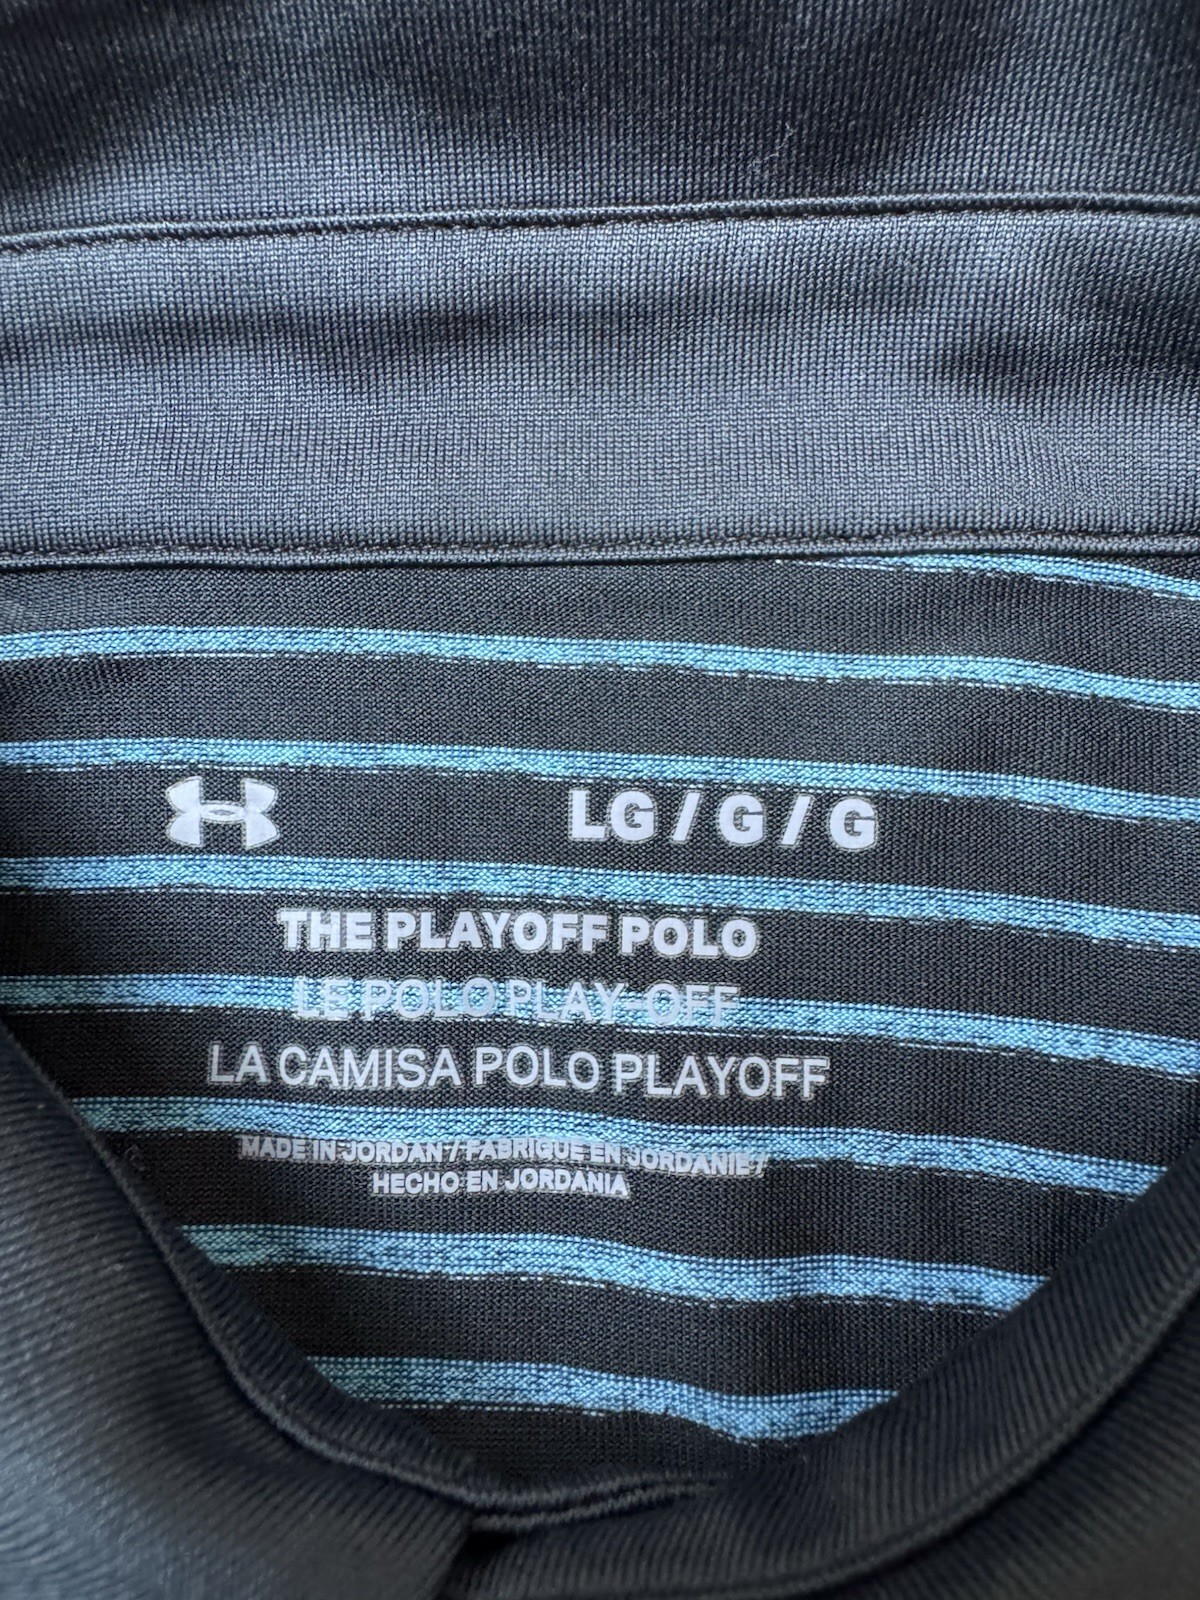 LG / G / G
THE PLAYOFF POLO
LE POLO PLAY-OFF
LA CAMISA POLO PLAYOFF
MADE IN JORDAN / FABRIQUE EN JORDANIE /
HECHO EN JORDANIA